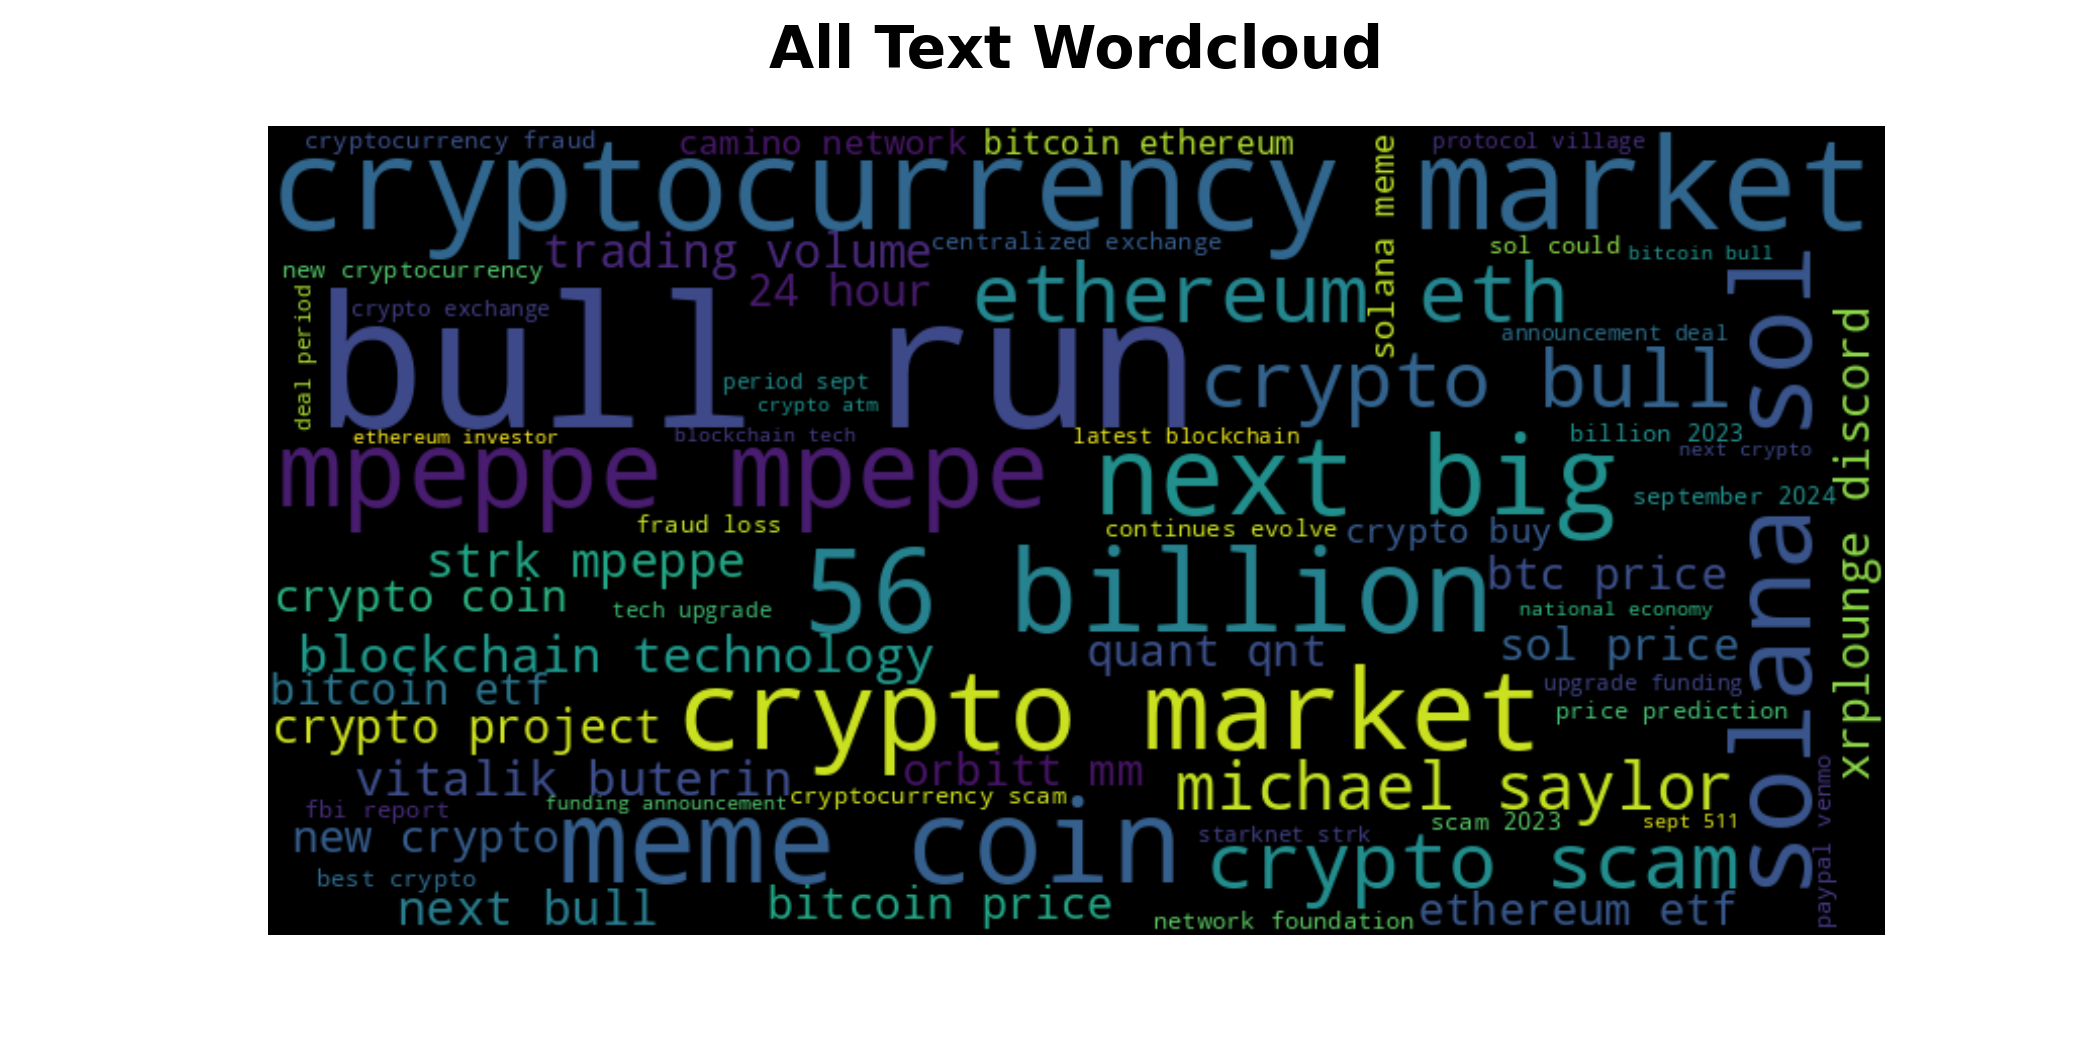 All Text Wordcloud
cryptocurrency fraud
camino network
bitcoin ethereum
solana meme
protocol village
cryptocurrency market
trading volume
centralized exchange
sol could
bitcoin bull
new cryptocurrency
24 hour
ethereum eth
deal period
crypto exchange
bull run
announcement deal
solana sol
xrplounge discord
period sept
crypto atm
crypto bull
ethereum investor
blockchain tech
latest blockchain
billion 2023
next crypto
mpeppe mpepe
next big
september 2024
fraud loss
continues evolve
crypto buy
strk mpeppe
56 billion
btc price
crypto coin
tech upgrade
national economy
blockchain technology
quant qnt
sol price
bitcoin etf
upgrade funding
crypto project
crypto market
price prediction
vitalik buterin
orbitt mm
michael saylor
paypal venmo
fbi report
funding announcement
cryptocurrency scam
new crypto
meme coin
starknet strk
scam 2023
sept 511
crypto scam
best crypto
next bull
bitcoin price
network foundation
ethereum etf